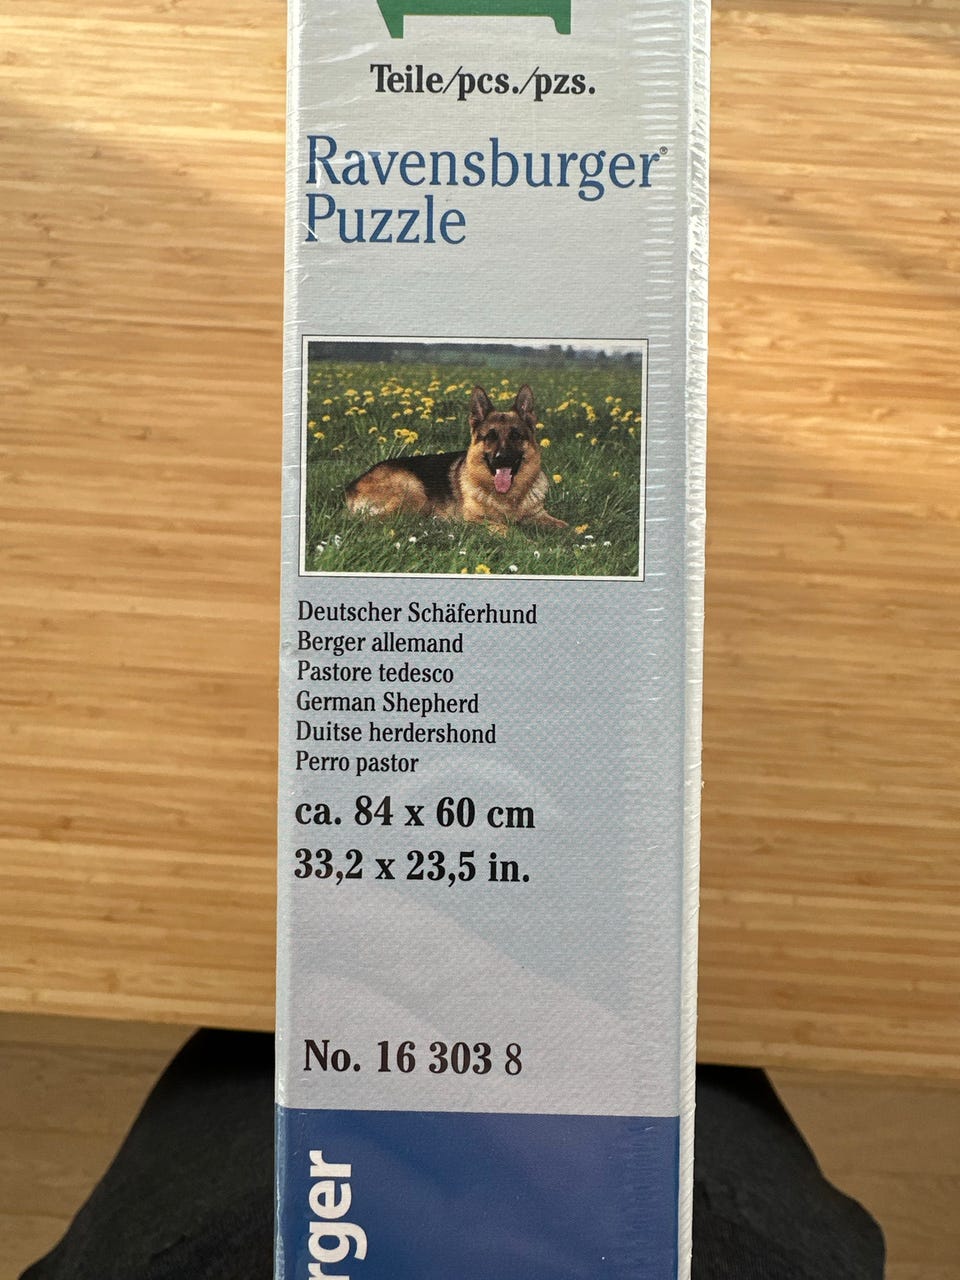 Teile/pcs./pzs.
Ravensburger®
Puzzle
Deutscher Schäferhund
Berger allemand
Pastore tedesco
German Shepherd
Duitse herdershond
Perro pastor
ca. 84 x 60 cm
33,2 x 23,5 in.
No. 16 303 8
rger